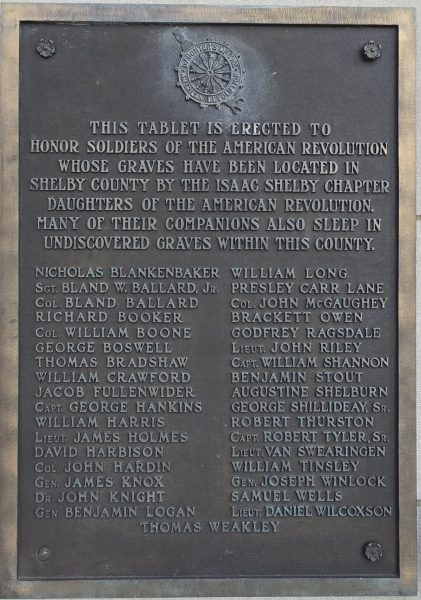 THIS TABLET IS ERECTED TO
HONOR SOLDIERS OF THE AMERICAN REVOLUTION
WHOSE GRAVES HAVE BEEN LOCATED IN
SHELBY COUNTY BY THE ISAAC SHELBY CHAPTER
DAUGHTERS OF THE AMERICAN REVOLUTION.
MANY OF THEIR COMPANIONS ALSO SLEEP IN
UNDISCOVERED GRAVES WITHIN THIS COUNTY.
NICHOLAS BLANKENBAKER
SGT. BLAND W. BALLARD, JR.
COL. BLAND BALLARD
RICHARD BOOKER
COL. WILLIAM BOONE
GEORGE BOSWELL
THOMAS BRADSHAW
WILLIAM CRAWFORD
JACOB FULLENWIDER
CAPT. GEORGE HANKINS
WILLIAM HARRIS
LIEUT. JAMES HOLMES
DAVID HARBISON
COL. JOHN HARDIN
GEN. JAMES KNOX
DR. JOHN KNIGHT
GEN. BENJAMIN LOGAN
WILLIAM LONG
PRESLEY CARR LANE
COL. JOHN McGAUGHEY
BRACKETT OWEN
GODFREY RAGSDALE
LIEUT. JOHN RILEY
CAPT. WILLIAM SHANNON
BENJAMIN STOUT
AUGUSTINE SHELBURN
GEORGE SHILLIDEAY, SR.
ROBERT THURSTON
CAPT. ROBERT TYLER, SR.
LIEUT. VAN SWEARINGEN
WILLIAM TINSLEY
GEN. JOSEPH WINLOCK
SAMUEL WELLS
LIEUT. DANIEL WILCOXSON
THOMAS WEAKLEY